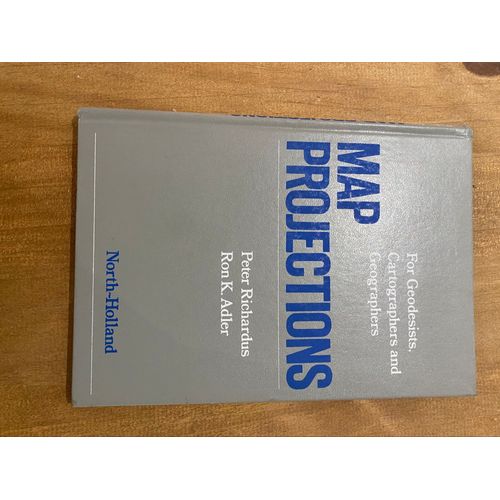 MAP
PROJECTIONS
For Geodesists,
Cartographers and
Geographers
Peter Richardus
Ron K. Adler
North-Holland